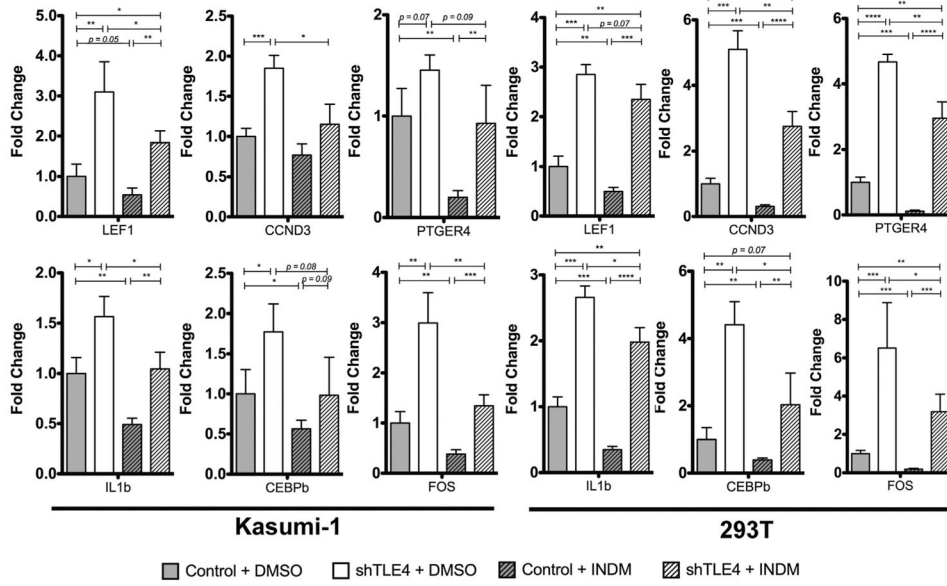 *
** *
p = 0.05 **
Fold Change
5.0
4.0
3.0
2.0
1.0
0.0
LEF1
*** *
Fold Change
2.5
2.0
1.5
1.0
0.5
0.0
CCND3
p = 0.07 p = 0.09
** **
Fold Change
2
1
0
PTGER4
**
*** p = 0.07
** ***
Fold Change
4
3
2
1
0
LEF1
*** **
*** ****
Fold Change
6
4
2
0
CCND3
**
**** **
*** ****
Fold Change
6
4
2
0
PTGER4
* *
** **
Fold Change
2.0
1.5
1.0
0.5
0.0
IL1b
* p = 0.08
* p = 0.09
Fold Change
2.5
2.0
1.5
1.0
0.5
0.0
CEBPb
** **
** ***
Fold Change
4
3
2
1
0
FOS
**
*** *
*** ****
Fold Change
3
2
1
0
IL1b
p = 0.07
** *
** **
Fold Change
6
4
2
0
CEBPb
**
*** *
*** ***
Fold Change
10
8
6
4
2
0
FOS
Kasumi-1
293T
Control + DMSO shTLE4 + DMSO Control + INDM shTLE4 + INDM